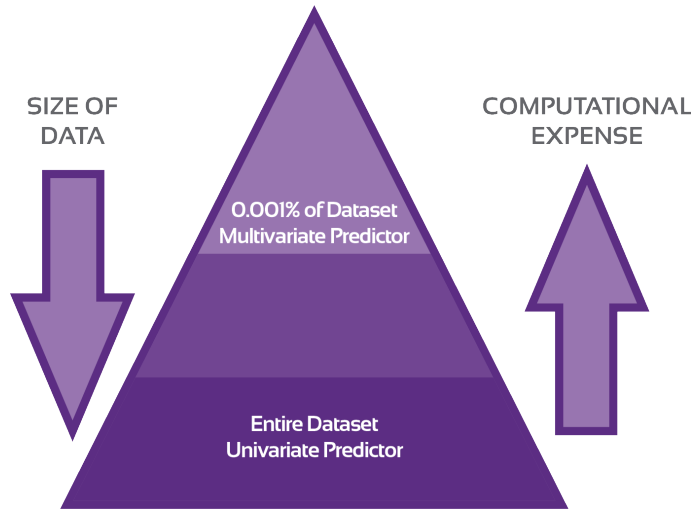 SIZE OF
DATA
COMPUTATIONAL
EXPENSE
0.001% of Dataset
Multivariate Predictor
Entire Dataset
Univariate Predictor